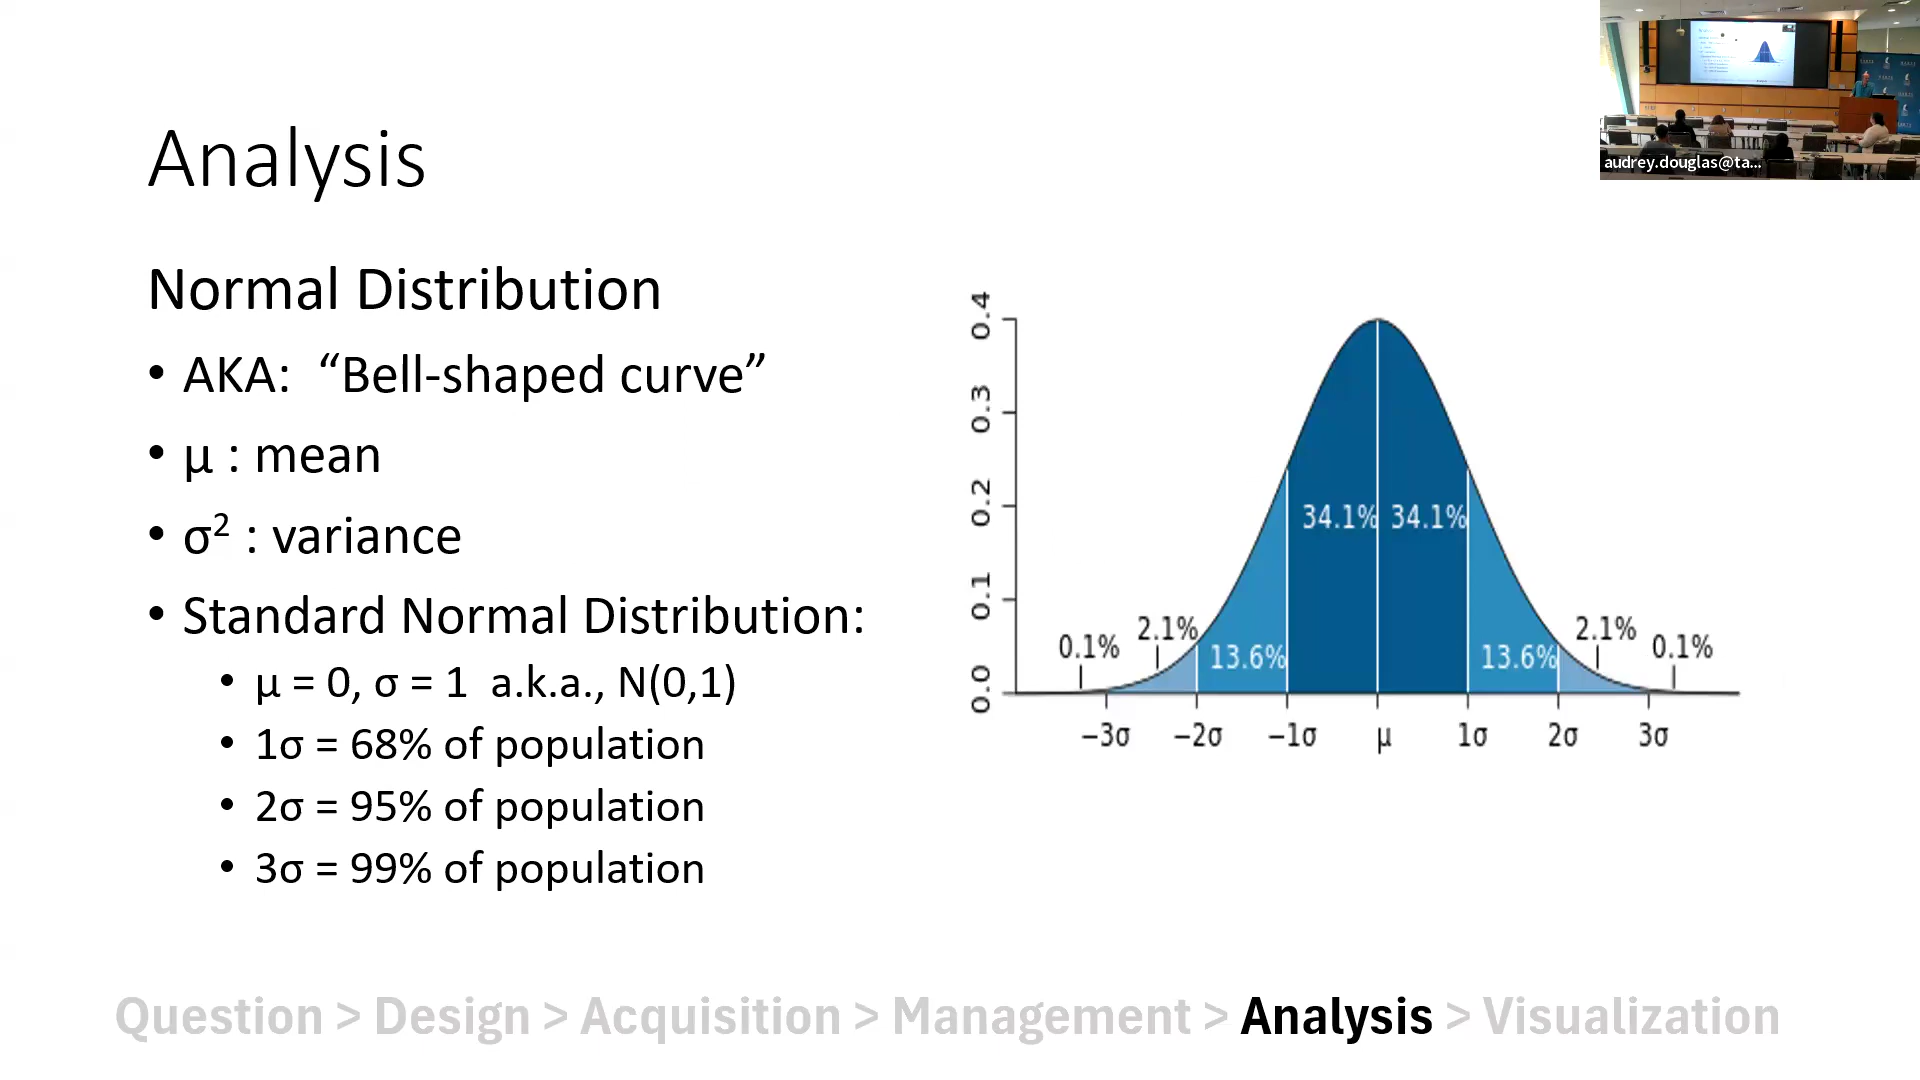 audrey.douglas@ta...
Analysis
Normal Distribution
• AKA:  “Bell-shaped curve”
• μ : mean
• σ² : variance
• Standard Normal Distribution:
• μ = 0, σ = 1  a.k.a., N(0,1)
• 1σ = 68% of population
• 2σ = 95% of population
• 3σ = 99% of population
0.4
0.3
0.2
0.1
0.0
34.1% 34.1%
0.1% 2.1% 13.6% 13.6% 2.1% 0.1%
−3σ −2σ −1σ μ 1σ 2σ 3σ
Question > Design > Acquisition > Management > Analysis > Visualization